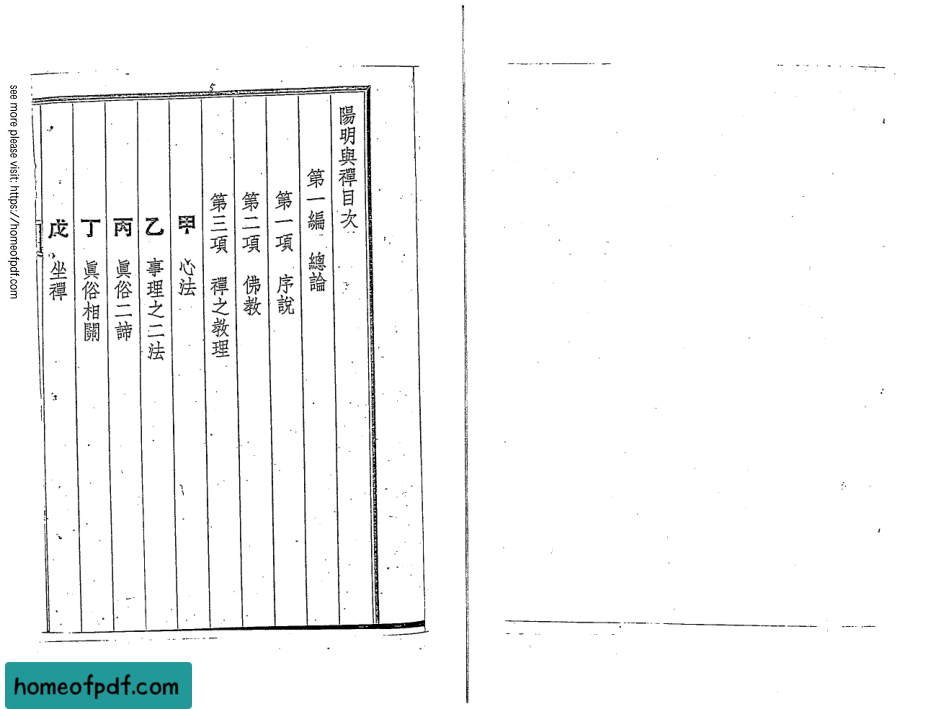 陽明與禪目次
第一編 總論
第一項 序説
第二項 佛教
第三項 禪之教理
甲 心法
乙 事理之二法
丙 眞俗二諦
丁 眞俗相關
戊 坐禪
see more please visit: https://homeofpdf.com
homeofpdf.com